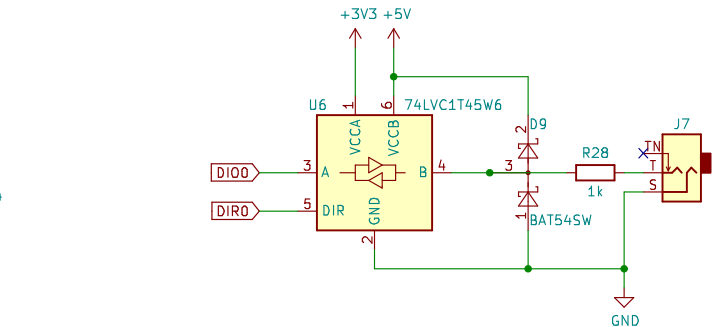 +3V3 +5V
U6
1
6
74LVC1T45W6
VCCA
VCCB
DIO0
3
A
B
4
DIR0
5
DIR
GND
2
D9
2
3
1
BAT54SW
R28
1k
J7
TN
T
S
GND